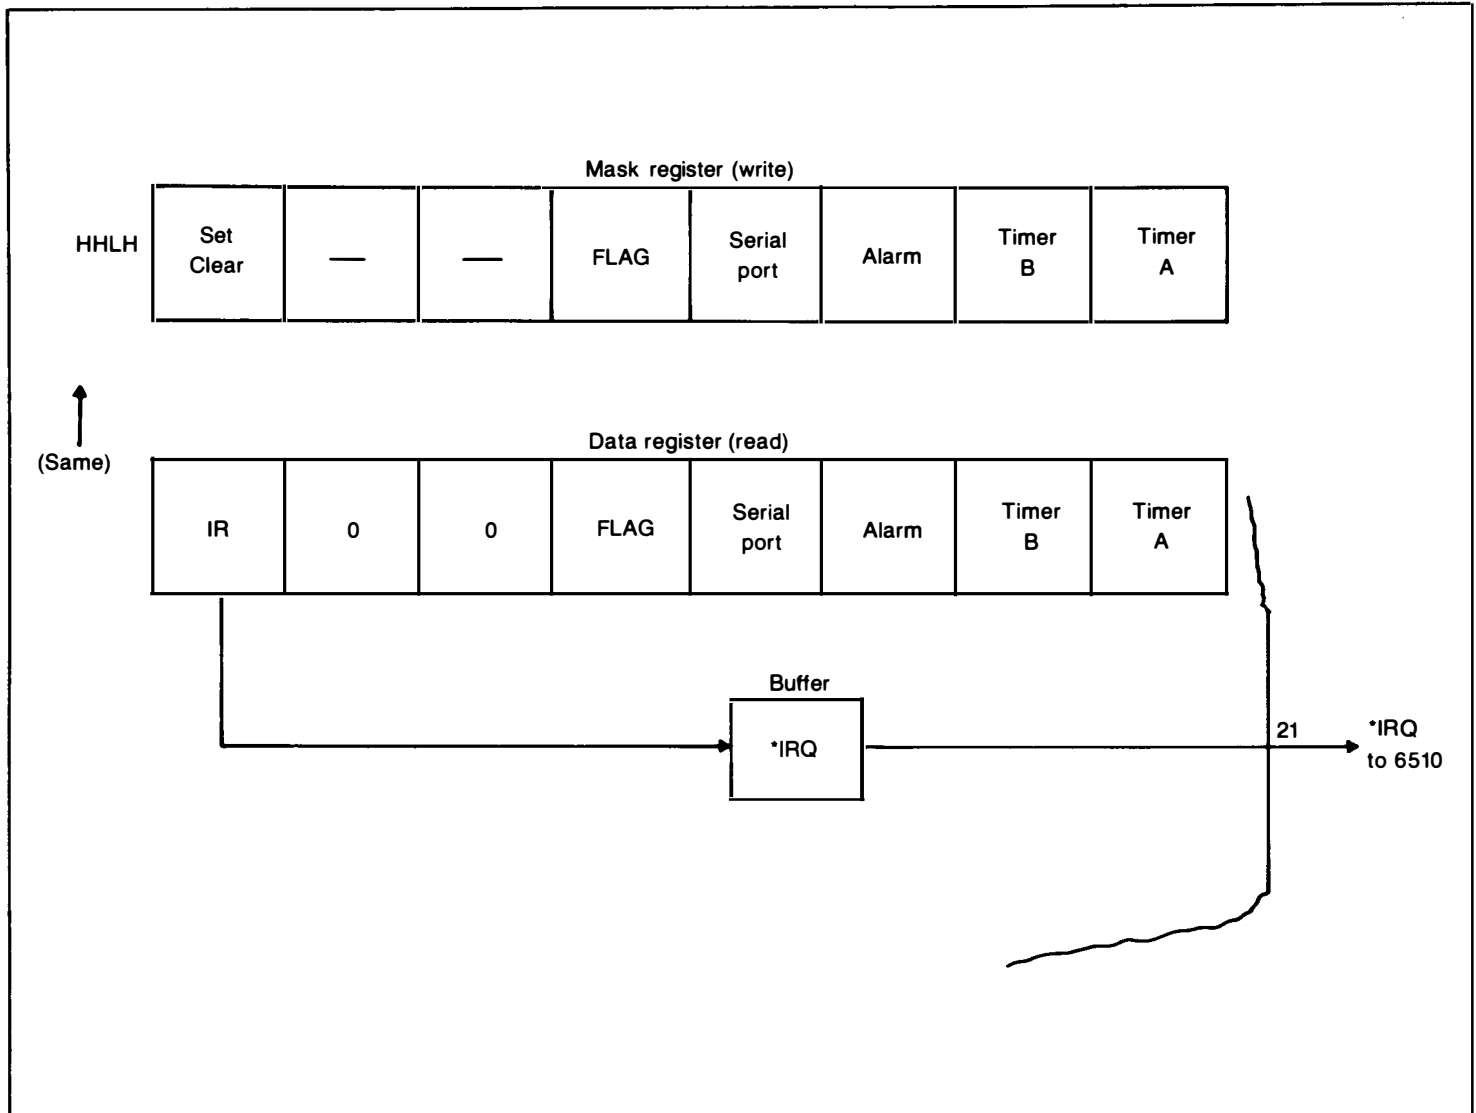 Mask register (write)
HHLH
Set
Clear
—
—
FLAG
Serial
port
Alarm
Timer
B
Timer
A
(Same)
Data register (read)
IR
0
0
FLAG
Serial
port
Alarm
Timer
B
Timer
A
Buffer
*IRQ
21
*IRQ
to 6510